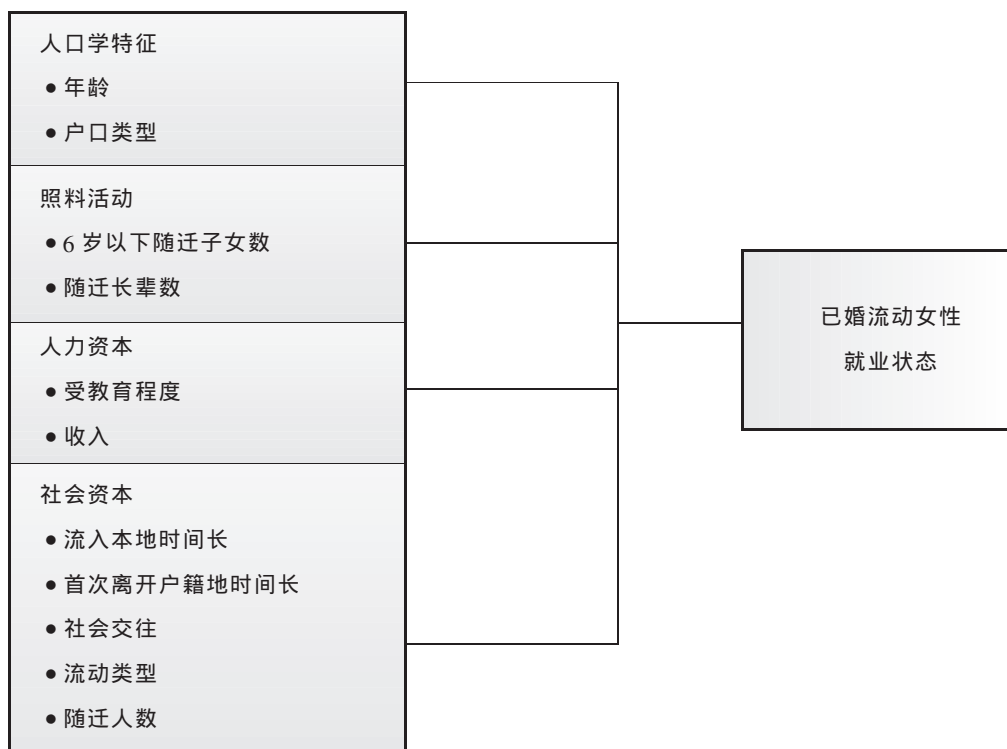 人口学特征
● 年龄
● 户口类型
照料活动
● 6 岁以下随迁子女数
● 随迁长辈数
人力资本
● 受教育程度
● 收入
社会资本
● 流入本地时间长
● 首次离开户籍地时间长
● 社会交往
● 流动类型
● 随迁人数
已婚流动女性
就业状态